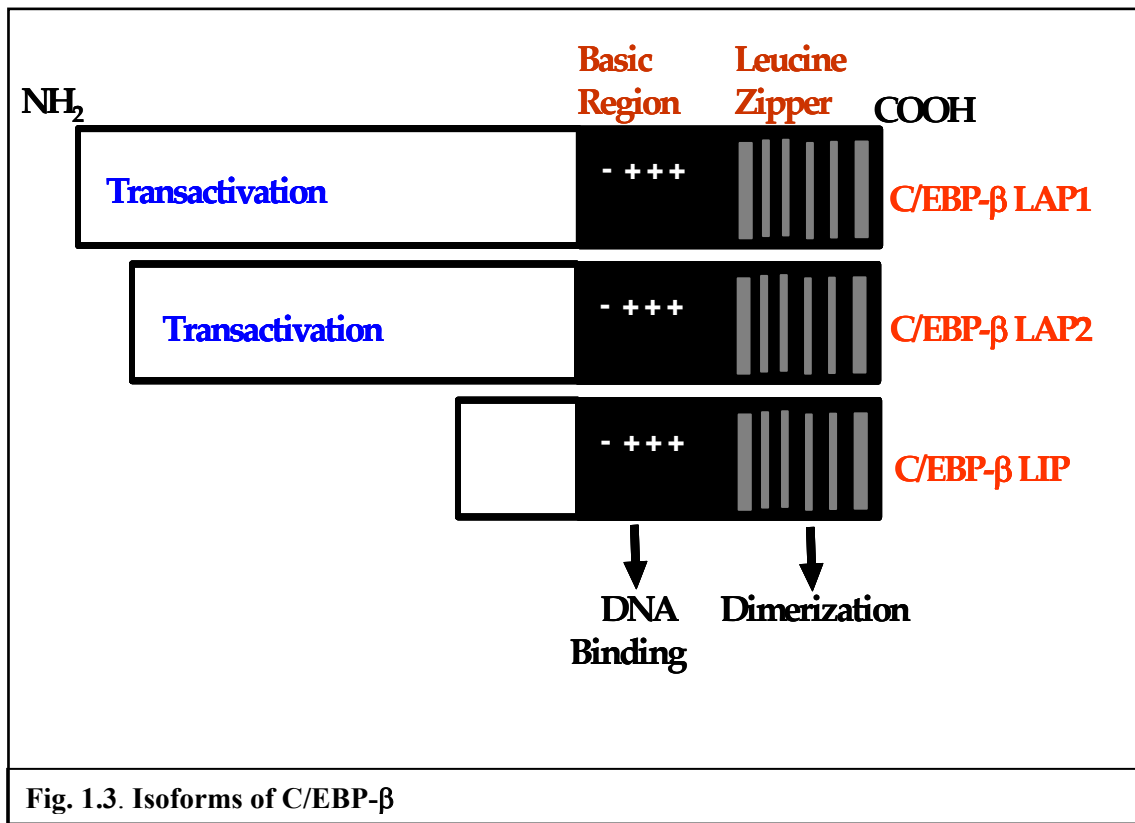 Basic
Region
Leucine
Zipper
NH₂
COOH
Transactivation
- + + +
C/EBP-β LAP1
Transactivation
- + + +
C/EBP-β LAP2
- + + +
C/EBP-β LIP
DNA
Binding
Dimerization
Fig. 1.3. Isoforms of C/EBP-β